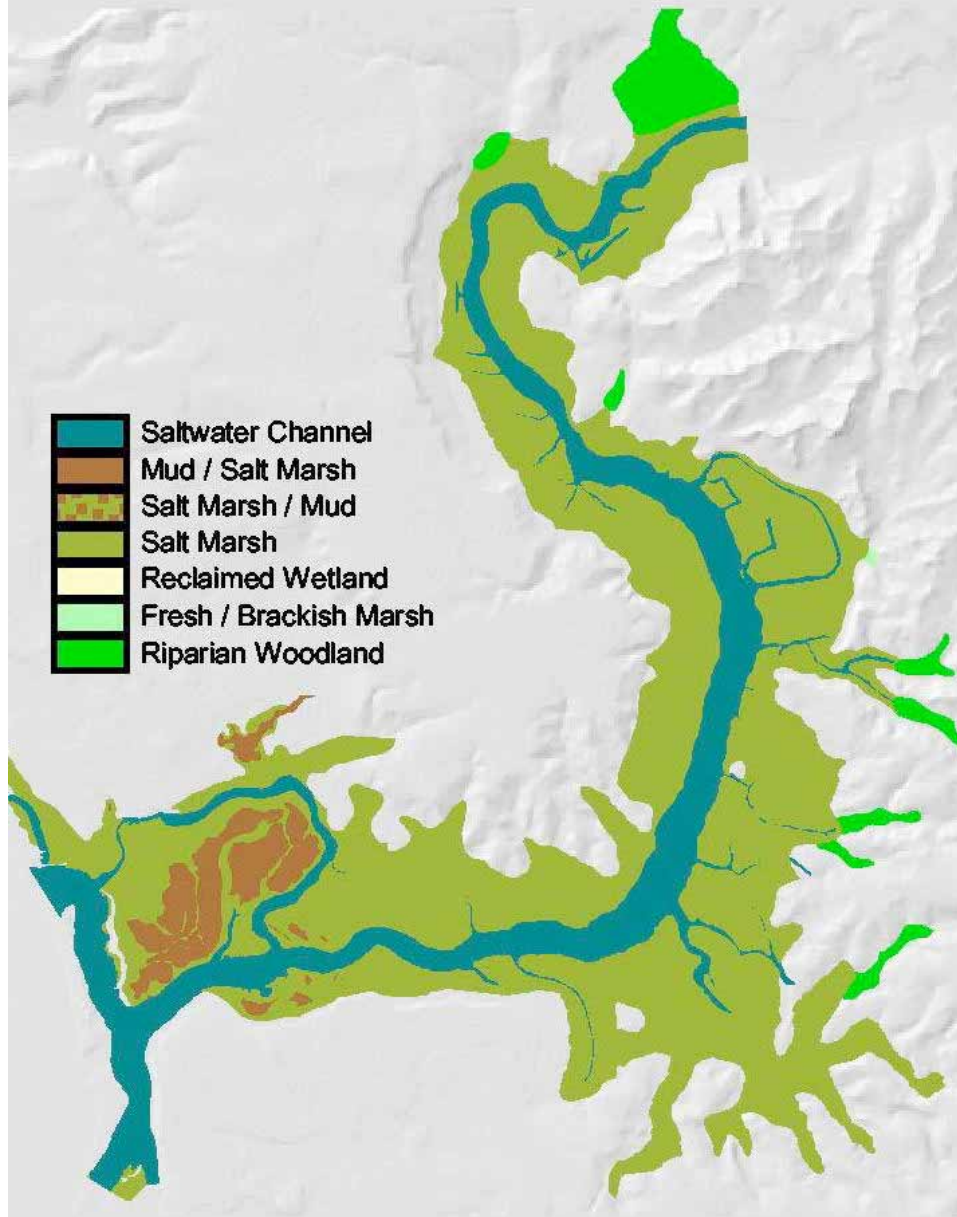 Saltwater Channel
Mud / Salt Marsh
Salt Marsh / Mud
Salt Marsh
Reclaimed Wetland
Fresh / Brackish Marsh
Riparian Woodland